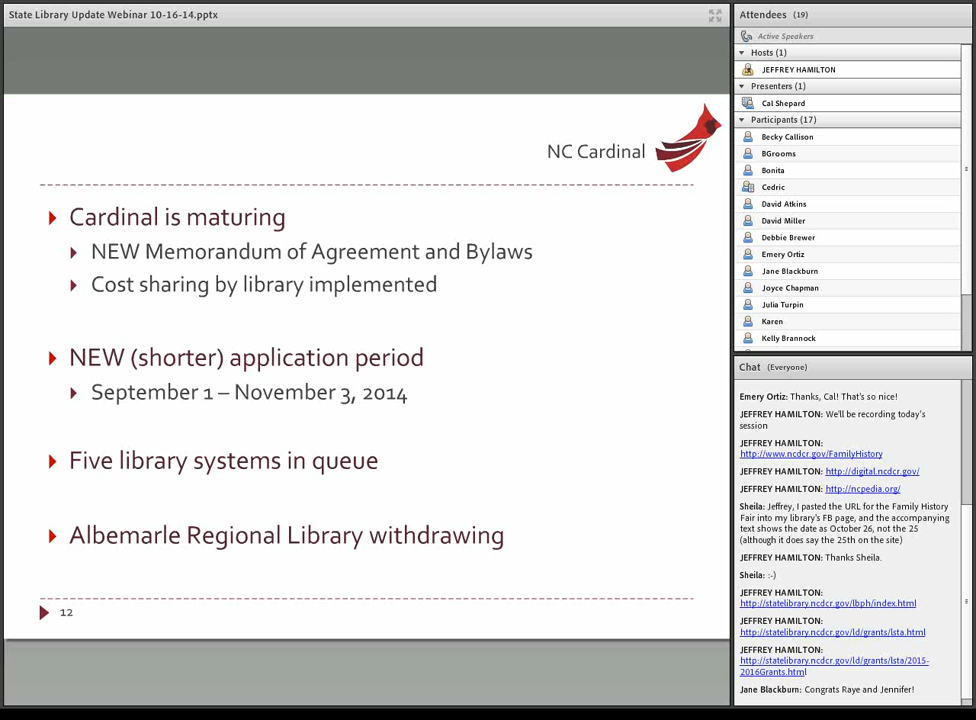 State Library Update Webinar 10-16-14.pptx
NC Cardinal
Cardinal is maturing
NEW Memorandum of Agreement and Bylaws
Cost sharing by library implemented
NEW (shorter) application period
September 1 – November 3, 2014
Five library systems in queue
Albemarle Regional Library withdrawing
12
Attendees (19)
Active Speakers
Hosts (1)
JEFFREY HAMILTON
Presenters (1)
Cal Shepard
Participants (17)
Becky Callison
BGrooms
Bonita
Cedric
David Atkins
David Miller
Debbie Brewer
Emery Ortiz
Jane Blackburn
Joyce Chapman
Julia Turpin
Karen
Kelly Brannock
Chat (Everyone)
Emery Ortiz: Thanks, Cal! That's so nice!
JEFFREY HAMILTON: We'll be recording today's
session
JEFFREY HAMILTON:
http://www.ncdcr.gov/FamilyHistory
JEFFREY HAMILTON: http://digital.ncdcr.gov/
JEFFREY HAMILTON: http://ncpedia.org/
Sheila: Jeffrey, I pasted the URL for the Family History
Fair into my library's FB page, and the accompanying
text shows the date as October 26, not the 25
(although it does say the 25th on the site)
JEFFREY HAMILTON: Thanks Sheila.
Sheila: :-)
JEFFREY HAMILTON:
http://statelibrary.ncdcr.gov/lbph/index.html
JEFFREY HAMILTON:
http://statelibrary.ncdcr.gov/ld/grants/lsta.html
JEFFREY HAMILTON:
http://statelibrary.ncdcr.gov/ld/grants/lsta/2015-
2016Grants.html
Jane Blackburn: Congrats Raye and Jennifer!